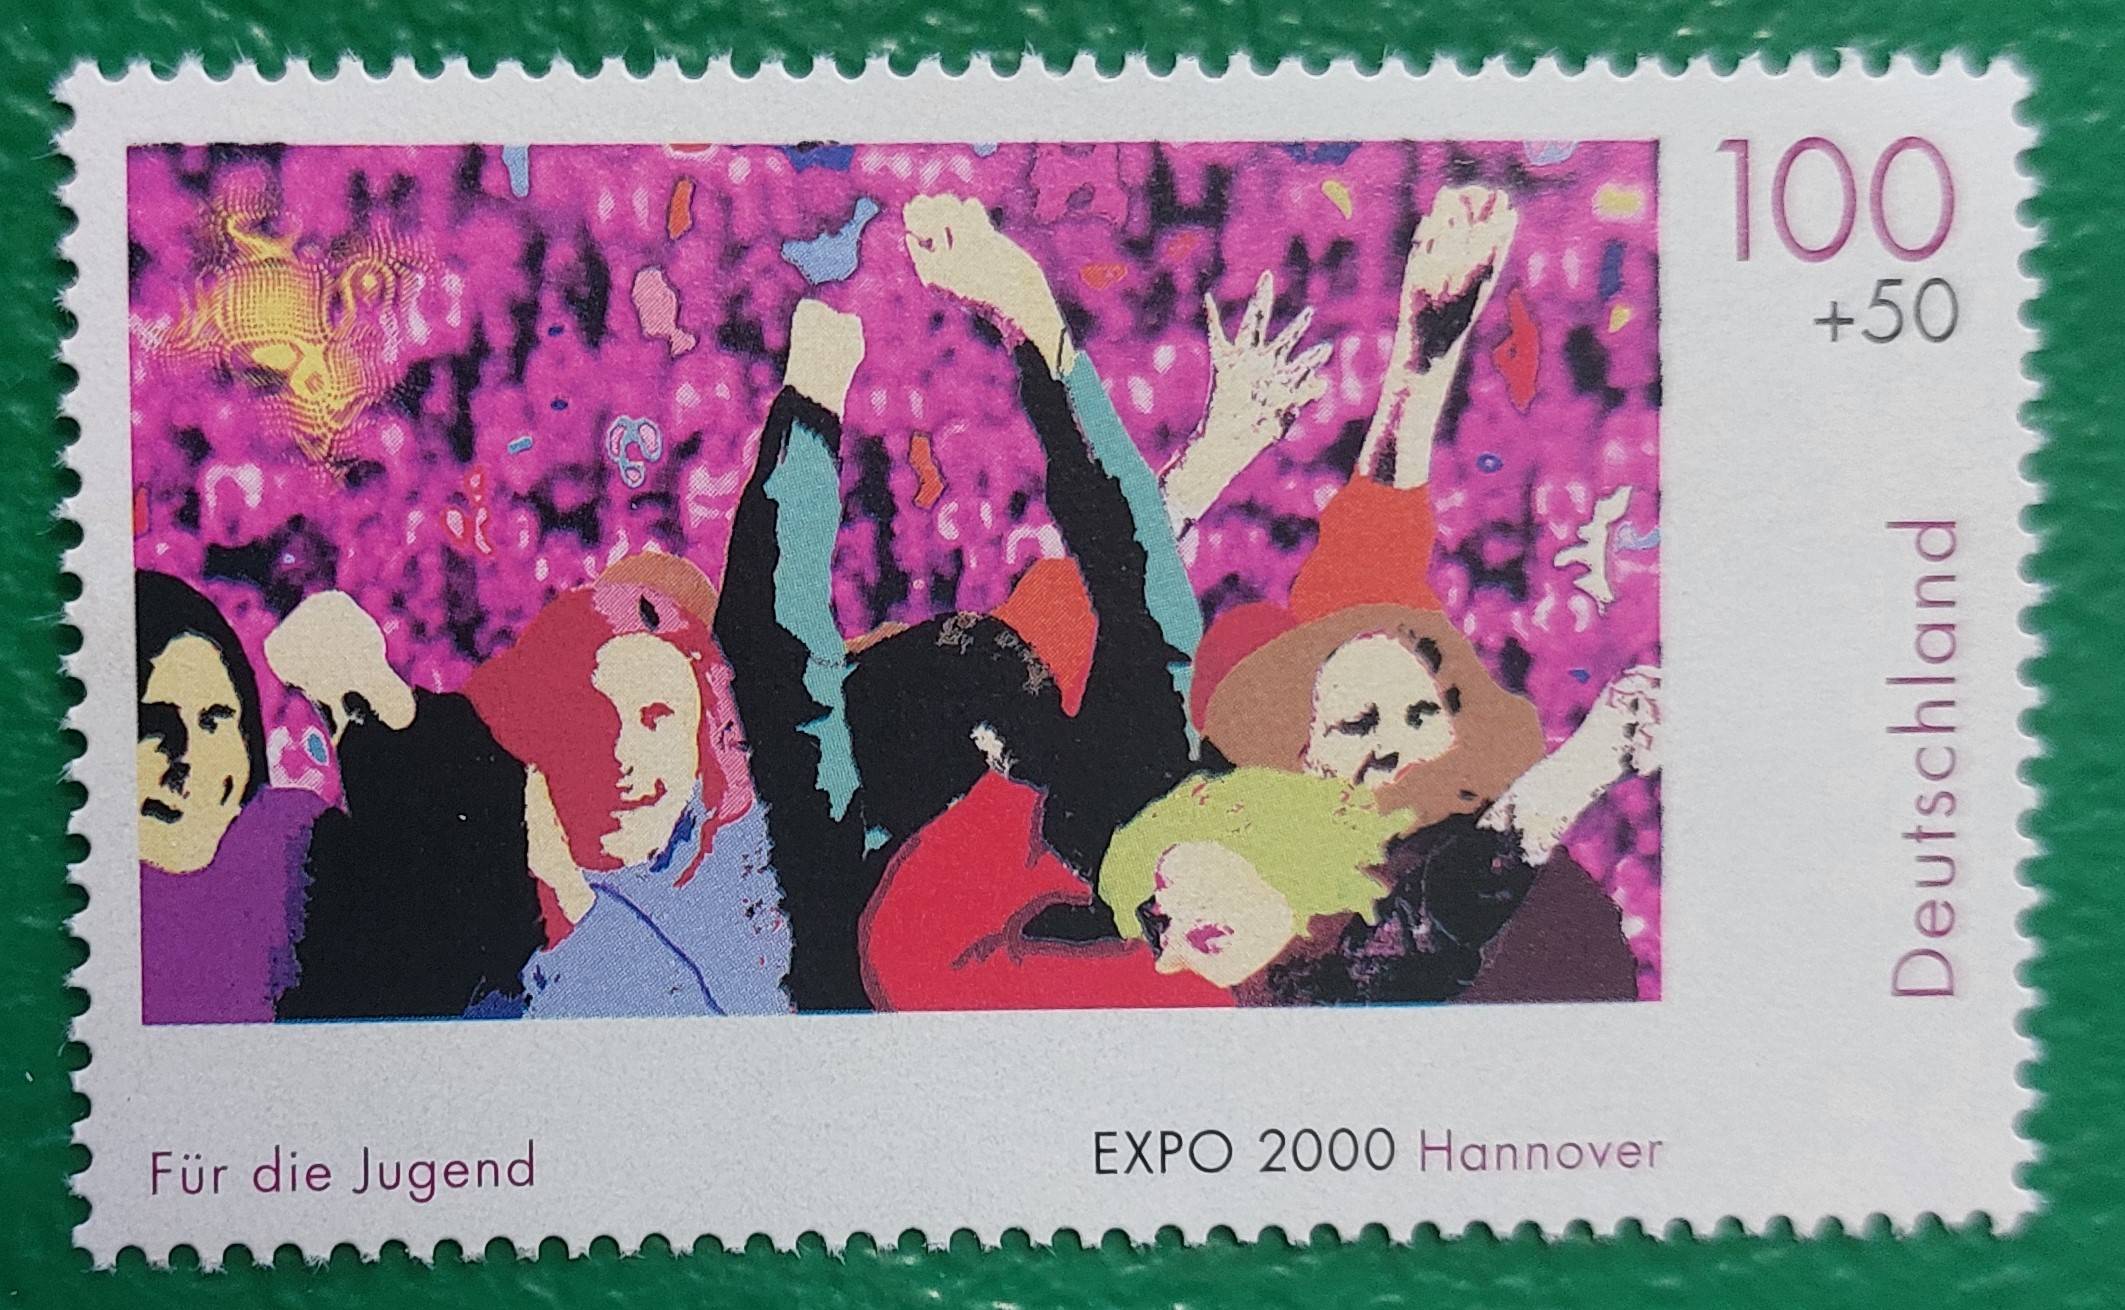 100
+50
Deutschland
Für die Jugend
EXPO 2000 Hannover